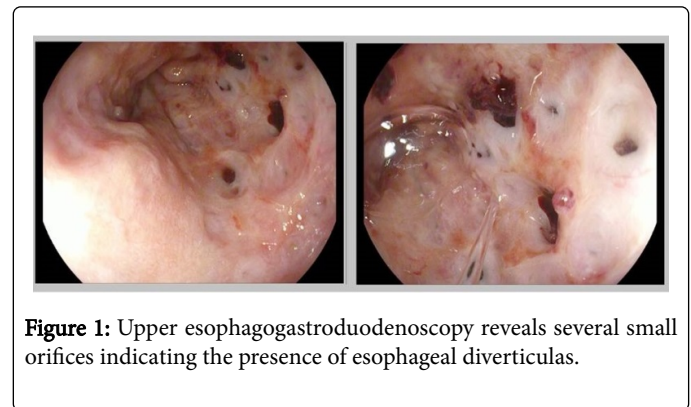 Figure 1: Upper esophagogastroduodenoscopy reveals several small
orifices indicating the presence of esophageal diverticulas.